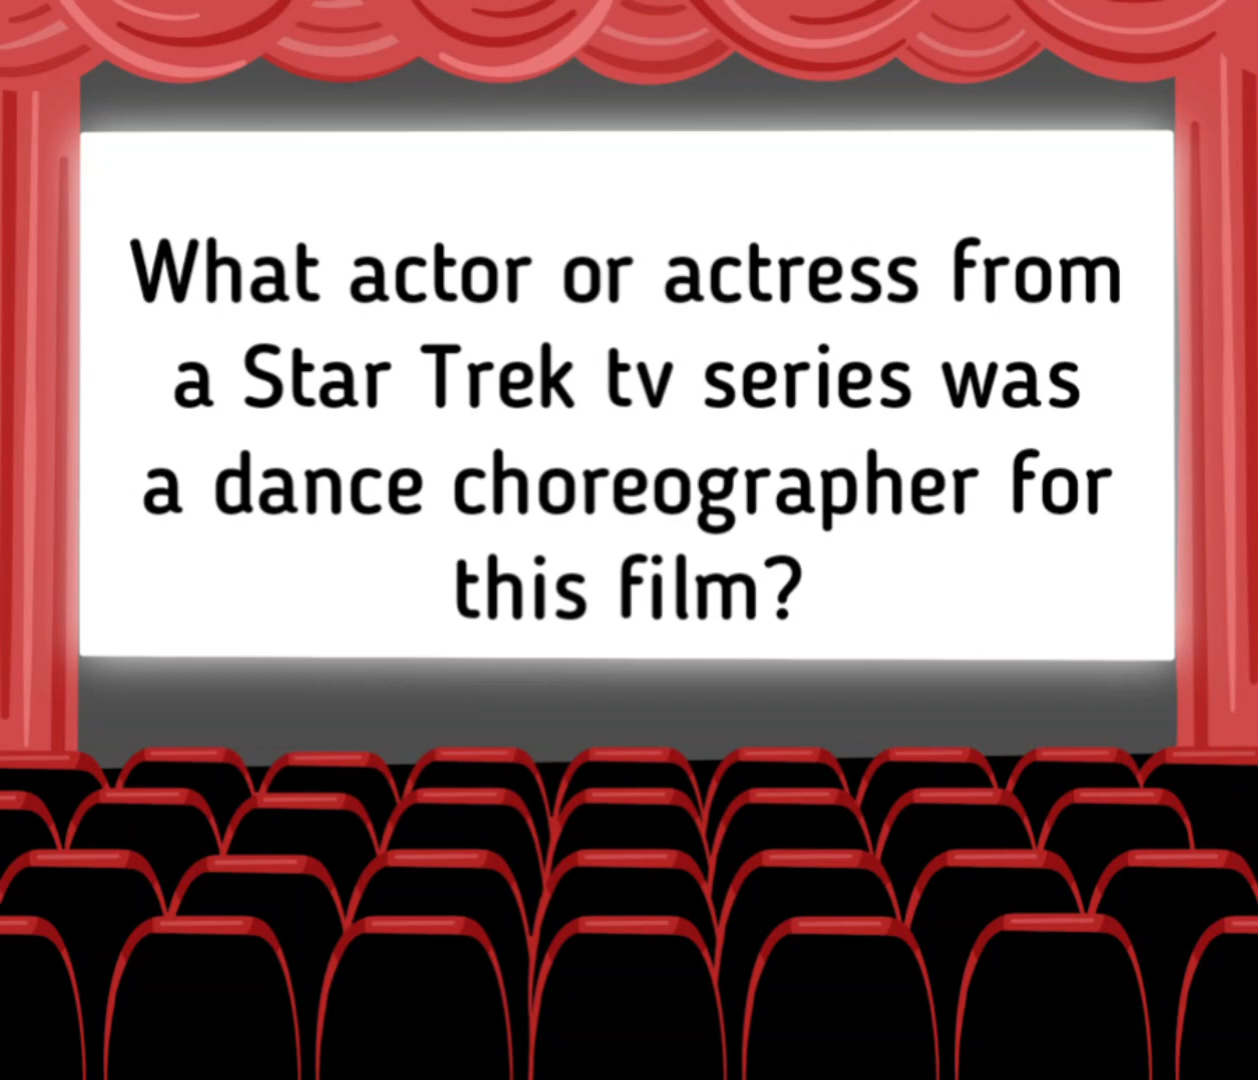 What actor or actress from
a Star Trek tv series was
a dance choreographer for
this film?